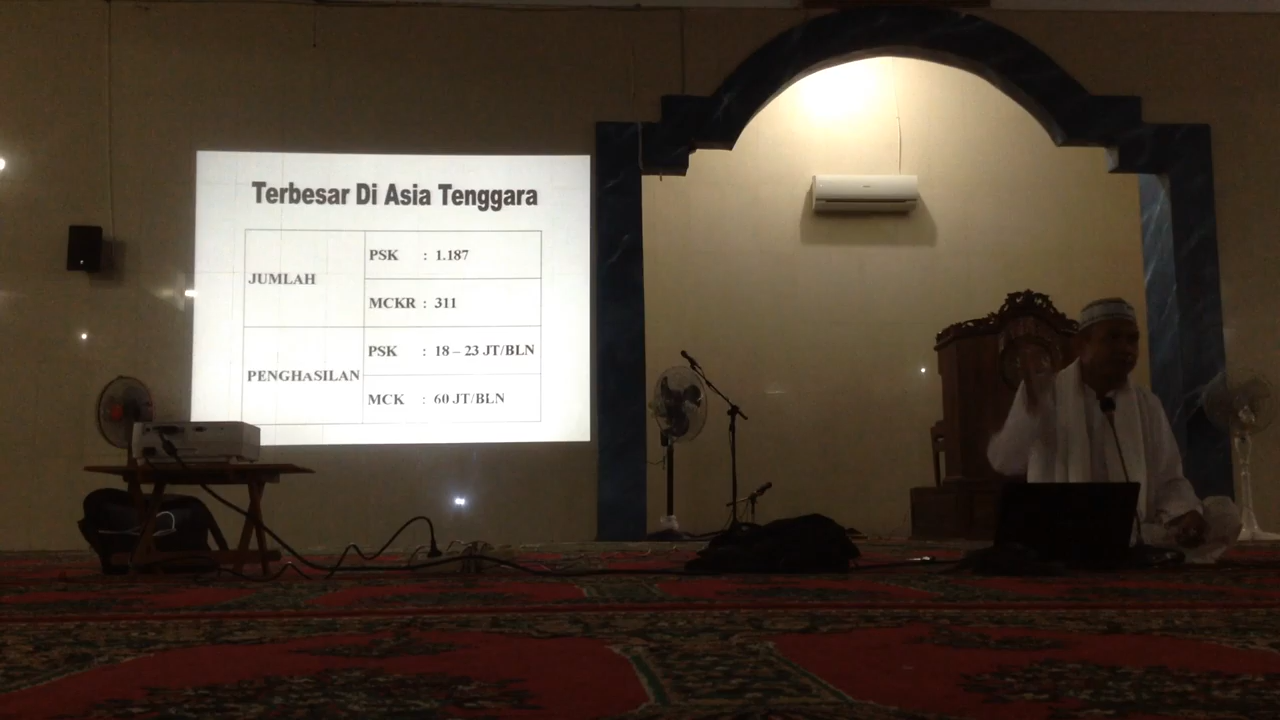 Terbesar Di Asia Tenggara
JUMLAH
PSK : 1.187
MCKR : 311
PENGHASILAN
PSK : 18 – 23 JT/BLN
MCK : 60 JT/BLN